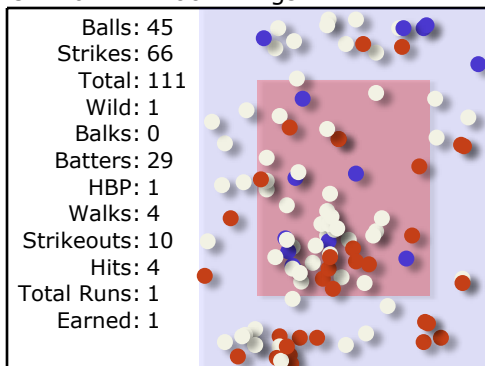 Balls: 45
Strikes: 66
Total: 111
Wild: 1
Balks: 0
Batters: 29
HBP: 1
Walks: 4
Strikeouts: 10
Hits: 4
Total Runs: 1
Earned: 1